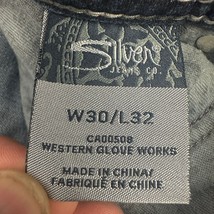 Silver
JEANS CO.
W30/L32
CA00508
WESTERN GLOVE WORKS
MADE IN CHINA/
FABRIQUÉ EN CHINE